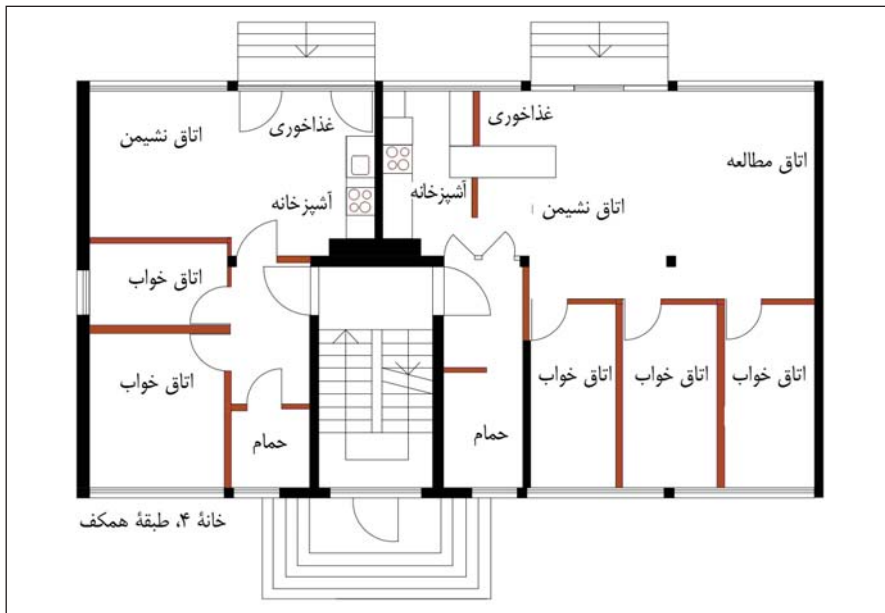 غذاخوری
اتاق نشیمن
آشپزخانه
اتاق خواب
اتاق خواب
حمام
غذاخوری
اتاق مطالعه
آشپزخانه
اتاق نشیمن
اتاق خواب
اتاق خواب
اتاق خواب
حمام
خانهٔ ۴، طبقهٔ همکف